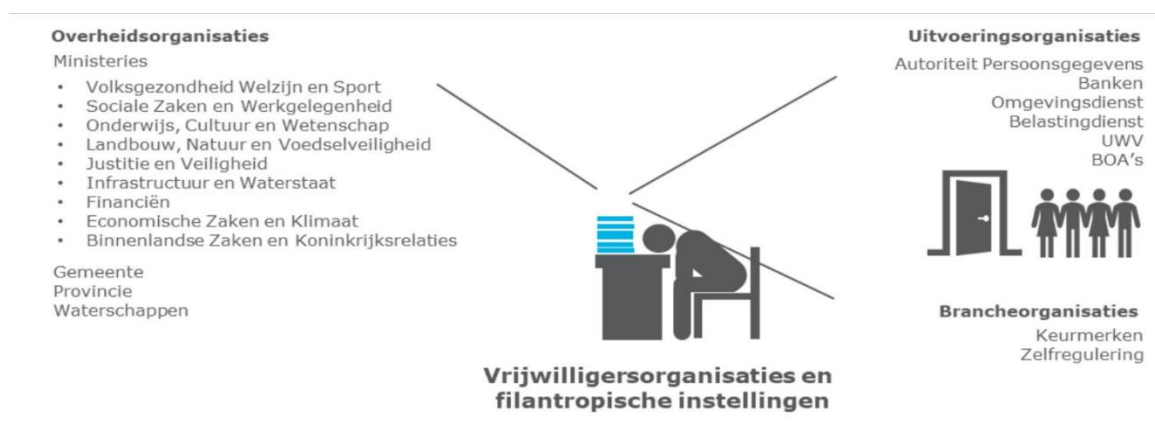 Overheidsorganisaties
Ministeries
• Volksgezondheid Welzijn en Sport
• Sociale Zaken en Werkgelegenheid
• Onderwijs, Cultuur en Wetenschap
• Landbouw, Natuur en Voedselveiligheid
• Justitie en Veiligheid
• Infrastructuur en Waterstaat
• Financiën
• Economische Zaken en Klimaat
• Binnenlandse Zaken en Koninkrijksrelaties
Gemeente
Provincie
Waterschappen
Uitvoeringsorganisaties
Autoriteit Persoonsgegevens
Banken
Omgevingsdienst
Belastingdienst
UWV
BOA's
Brancheorganisaties
Keurmerken
Zelfregulering
Vrijwilligersorganisaties en
filantropische instellingen